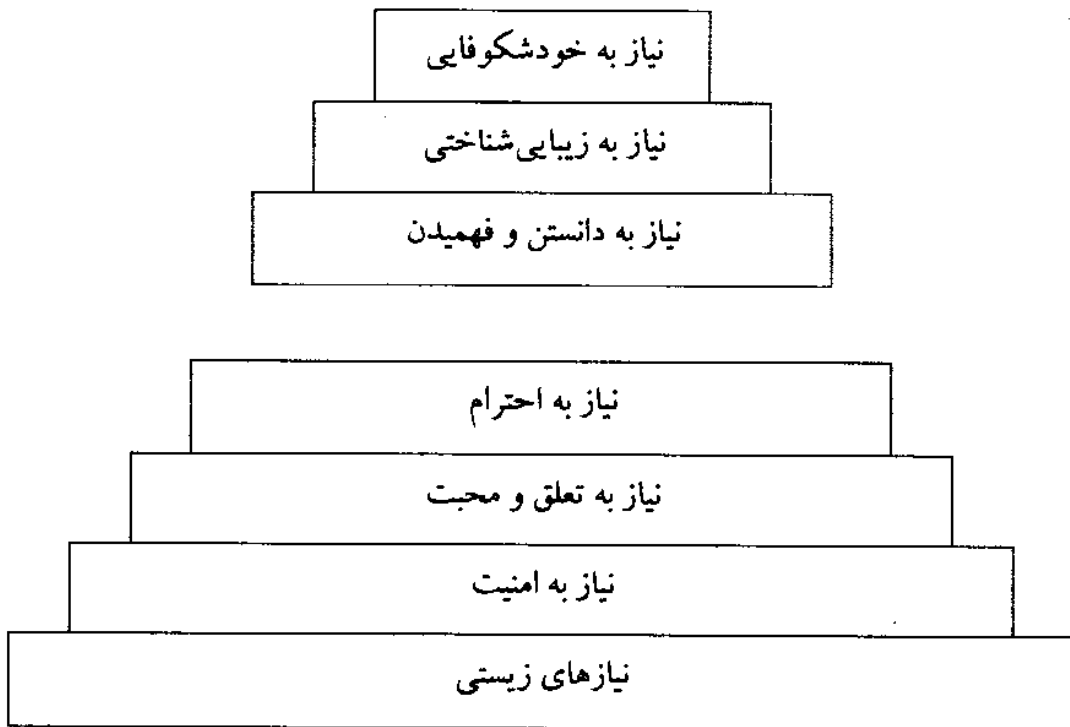 نیاز به خودشکوفایی
نیاز به زیبایی‌شناختی
نیاز به دانستن و فهمیدن
نیاز به احترام
نیاز به تعلق و محبت
نیاز به امنیت
نیازهای زیستی